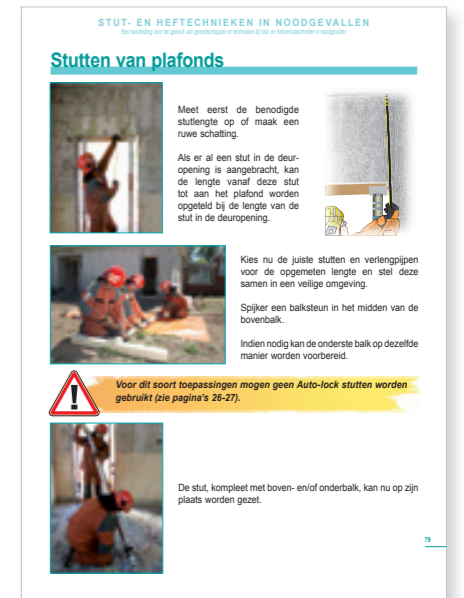 STUT- EN HEFTECHNIEKEN IN NOODGEVALLEN
Een handleiding voor het gebruik van gereedschappen en technieken bij stut- en hefwerkzaamheden in noodgevallen
Stutten van plafonds
Meet eerst de benodigde
stutlengte op of maak een
ruwe schatting.
Als er al een stut in de deur-
opening is aangebracht, kan
de lengte vanaf deze stut
tot aan het plafond worden
opgeteld bij de lengte van de
stut in de deuropening.
Kies nu de juiste stutten en verlengpijpen
voor de opgemeten lengte en stel deze
samen in een veilige omgeving.
Spijker een balksteun in het midden van de
bovenbalk.
Indien nodig kan de onderste balk op dezelfde
manier worden voorbereid.
Voor dit soort toepassingen mogen geen Auto-lock stutten worden
gebruikt (zie pagina's 26-27).
De stut, kompleet met boven- en/of onderbalk, kan nu op zijn
plaats worden gezet.
79